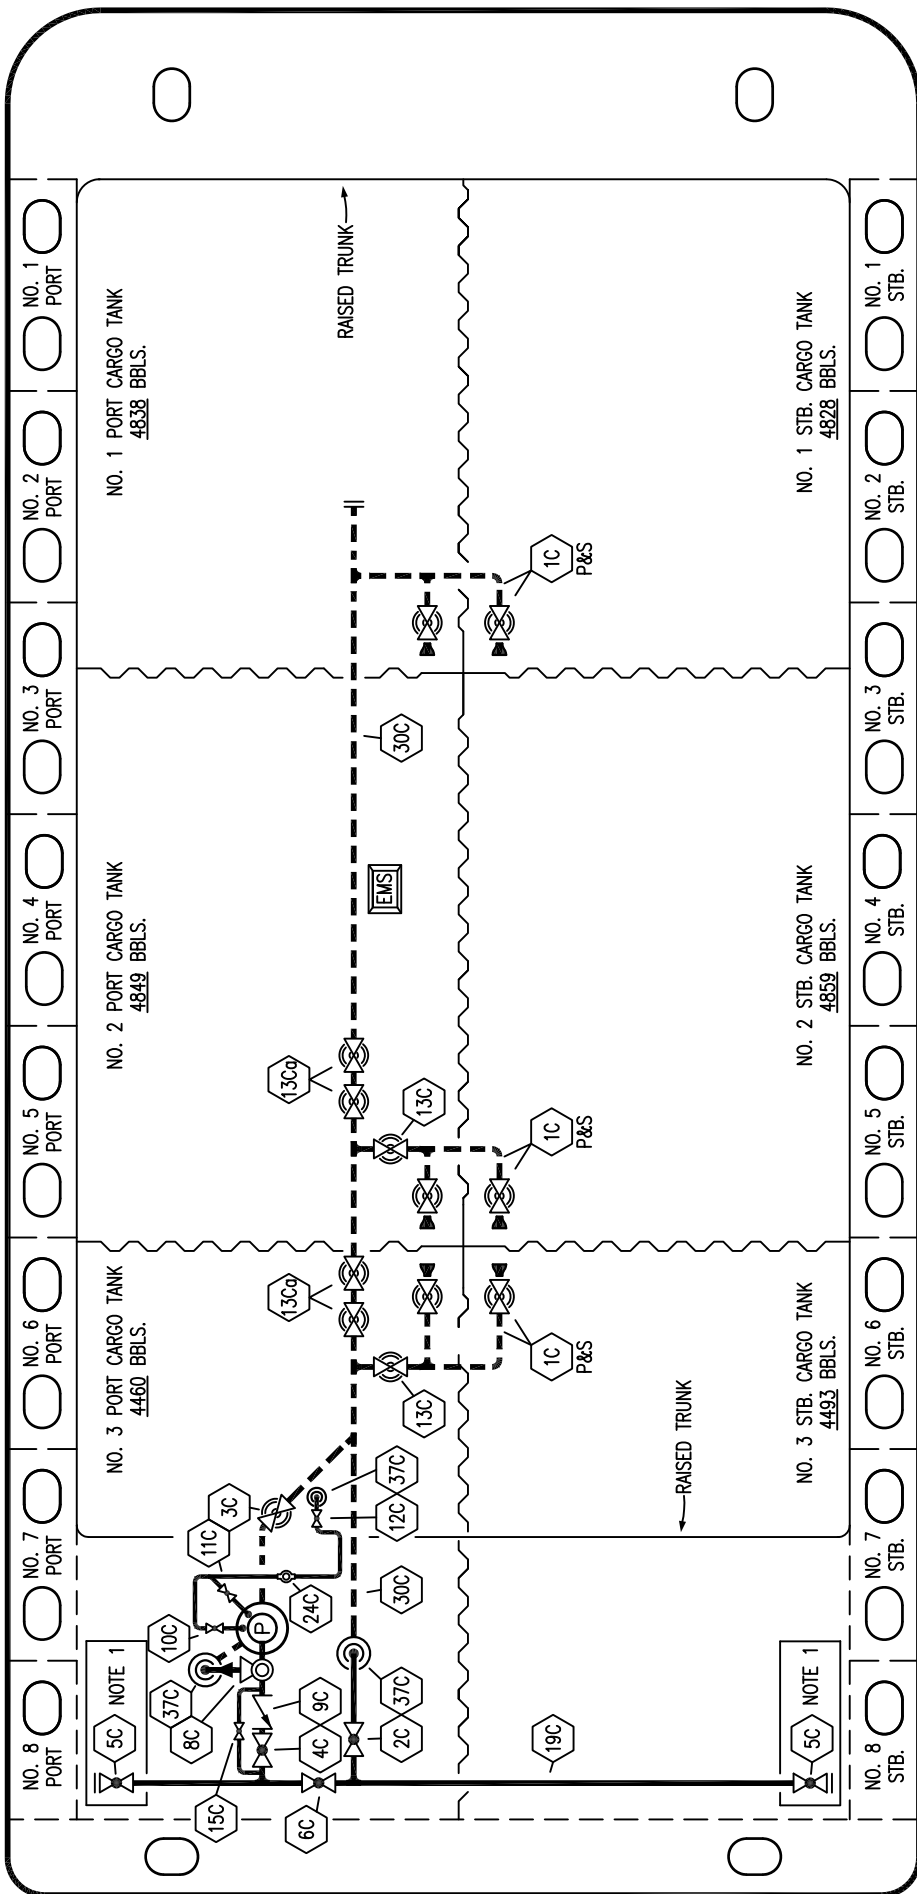 NO. 8
PORT
NO. 7
PORT
NO. 6
PORT
NO. 5
PORT
NO. 4
PORT
NO. 3
PORT
NO. 2
PORT
NO. 1
PORT
NO. 3 PORT CARGO TANK
4460 BBLS.
NO. 2 PORT CARGO TANK
4849 BBLS.
NO. 1 PORT CARGO TANK
4838 BBLS.
NOTE 1
5C
15C
6C
37C
8C
10C
11C
3C
P
9C
4C
24C
37C
12C
37C
2C
30C
13Ca
13C
13Ca
13C
EMS
30C
RAISED TRUNK
1C
P&S
1C
P&S
1C
P&S
19C
RAISED TRUNK
NOTE 1
5C
NO. 3 STB. CARGO TANK
4493 BBLS.
NO. 2 STB. CARGO TANK
4859 BBLS.
NO. 1 STB. CARGO TANK
4828 BBLS.
NO. 8
STB.
NO. 7
STB.
NO. 6
STB.
NO. 5
STB.
NO. 4
STB.
NO. 3
STB.
NO. 2
STB.
NO. 1
STB.